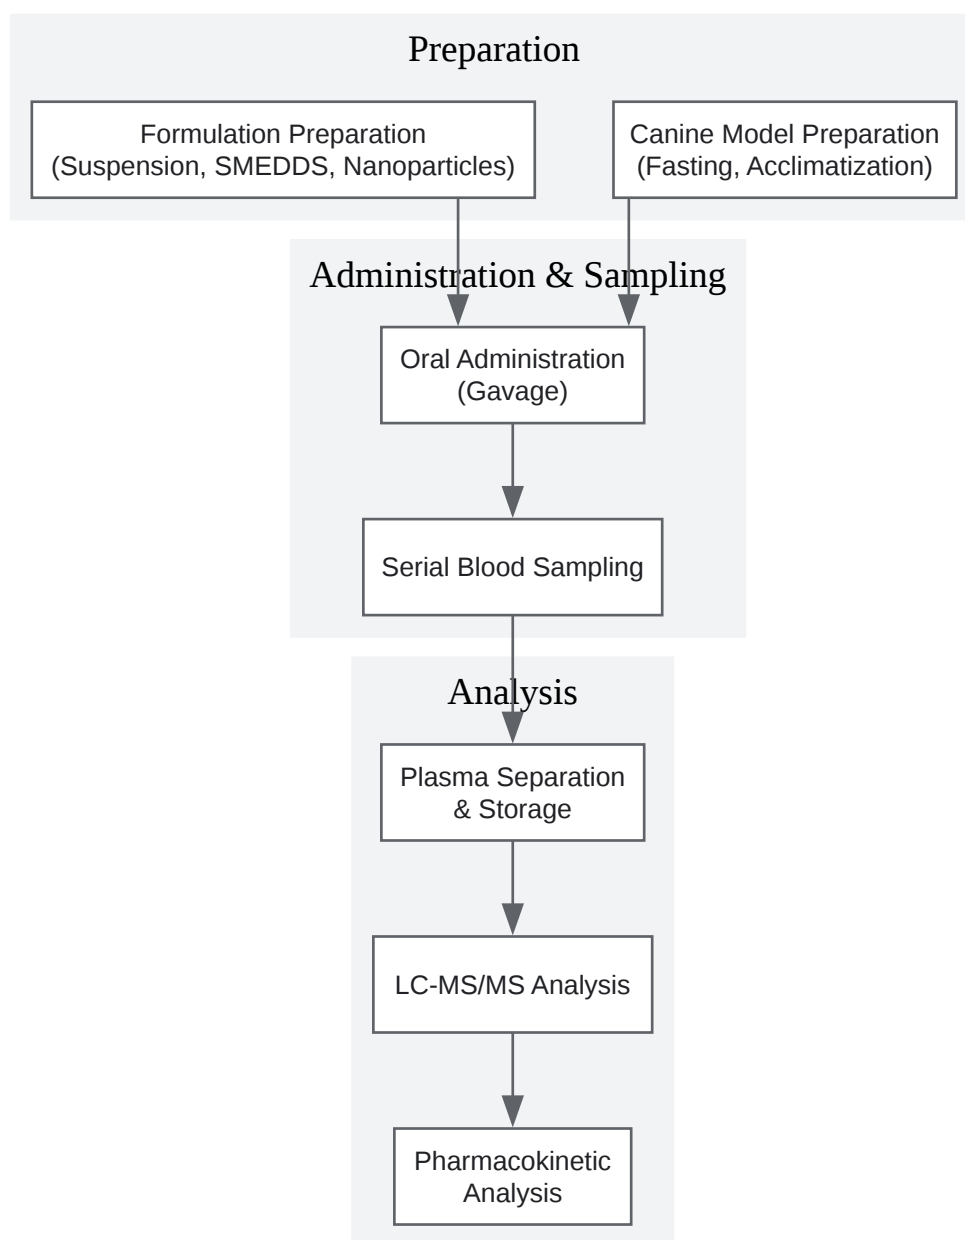 Preparation
Formulation Preparation
(Suspension, SMEDDS, Nanoparticles)
Canine Model Preparation
(Fasting, Acclimatization)
Administration & Sampling
Oral Administration
(Gavage)
Serial Blood Sampling
Analysis
Plasma Separation
& Storage
LC-MS/MS Analysis
Pharmacokinetic
Analysis